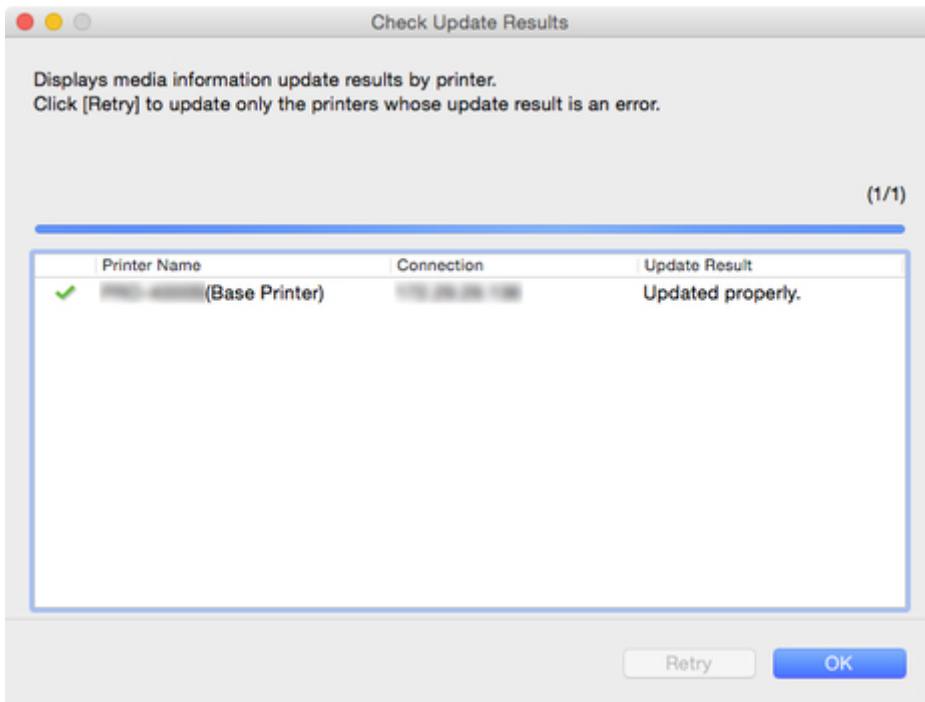 Check Update Results
Displays media information update results by printer.
Click [Retry] to update only the printers whose update result is an error.
(1/1)
Printer Name Connection Update Result
(Base Printer) Updated properly.
Retry OK